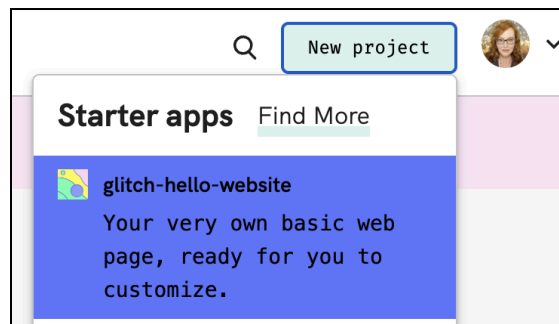 New project
Starter apps Find More
glitch-hello-website
Your very own basic web
page, ready for you to
customize.